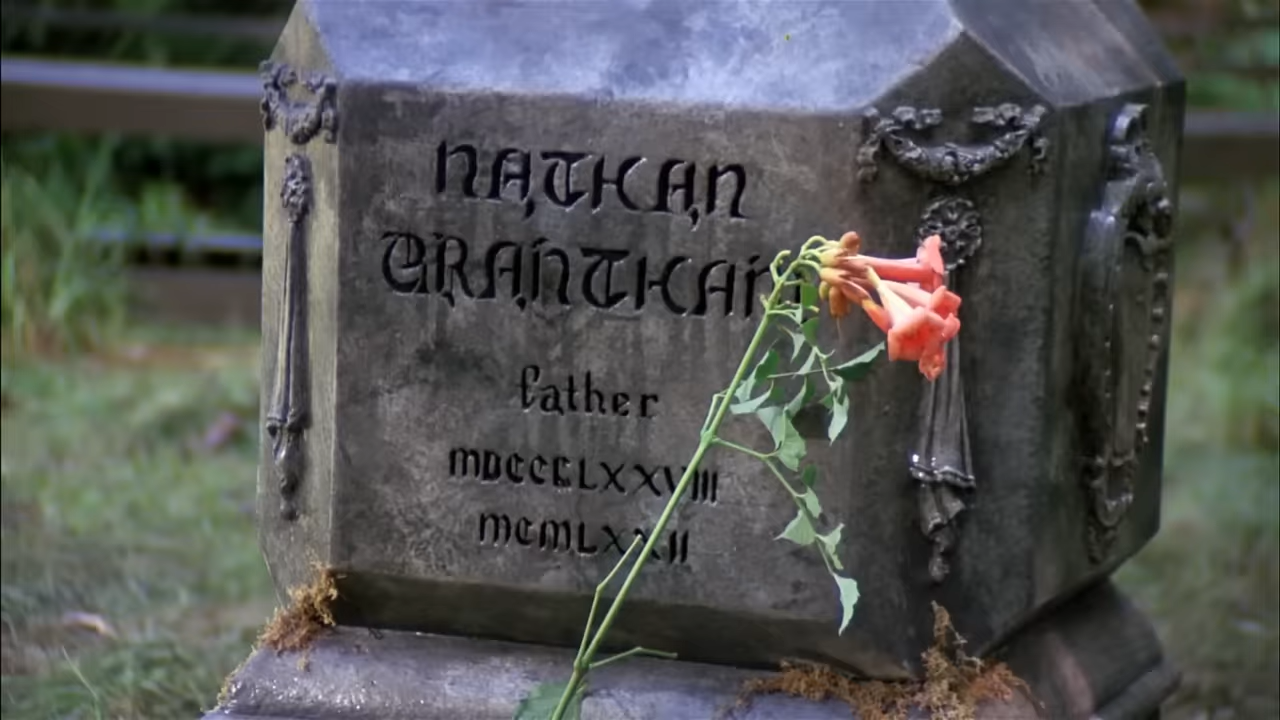 NATHAN
GRANTHAM
father
MDCCCLXXVIII
MCMLXXII